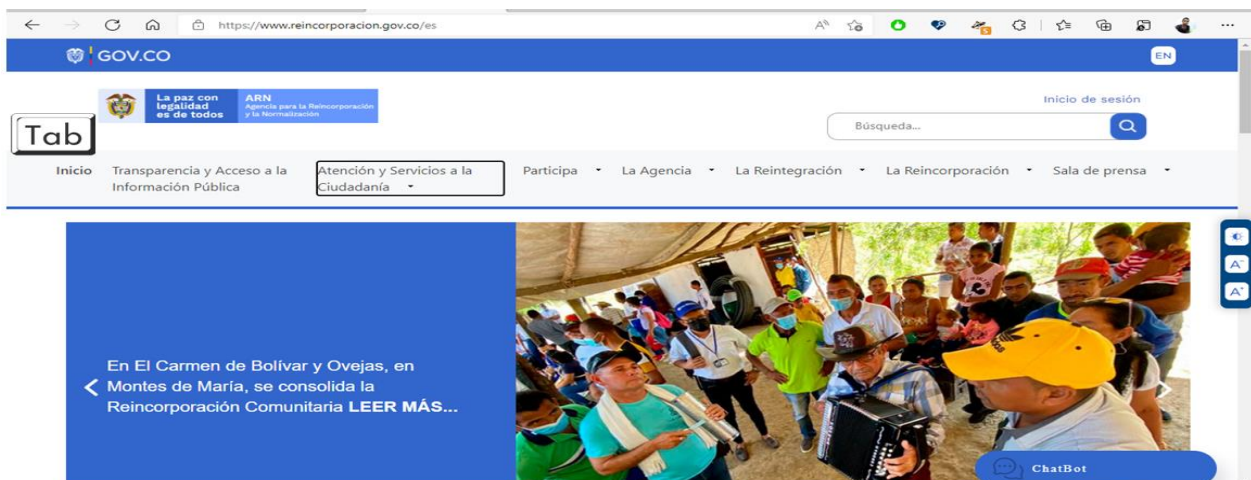 https://www.reincorporacion.gov.co/es
GOV.CO
EN
La paz con
legalidad
es de todos
ARN
Agencia para la Reincorporación
y la Normalización
Inicio de sesión
Búsqueda...
Tab
Inicio
Transparencia y Acceso a la
Información Pública
Atención y Servicios a la
Ciudadanía
Participa
La Agencia
La Reintegración
La Reincorporación
Sala de prensa
En El Carmen de Bolívar y Ovejas, en
Montes de María, se consolida la
Reincorporación Comunitaria LEER MÁS...
A-
A+
ChatBot